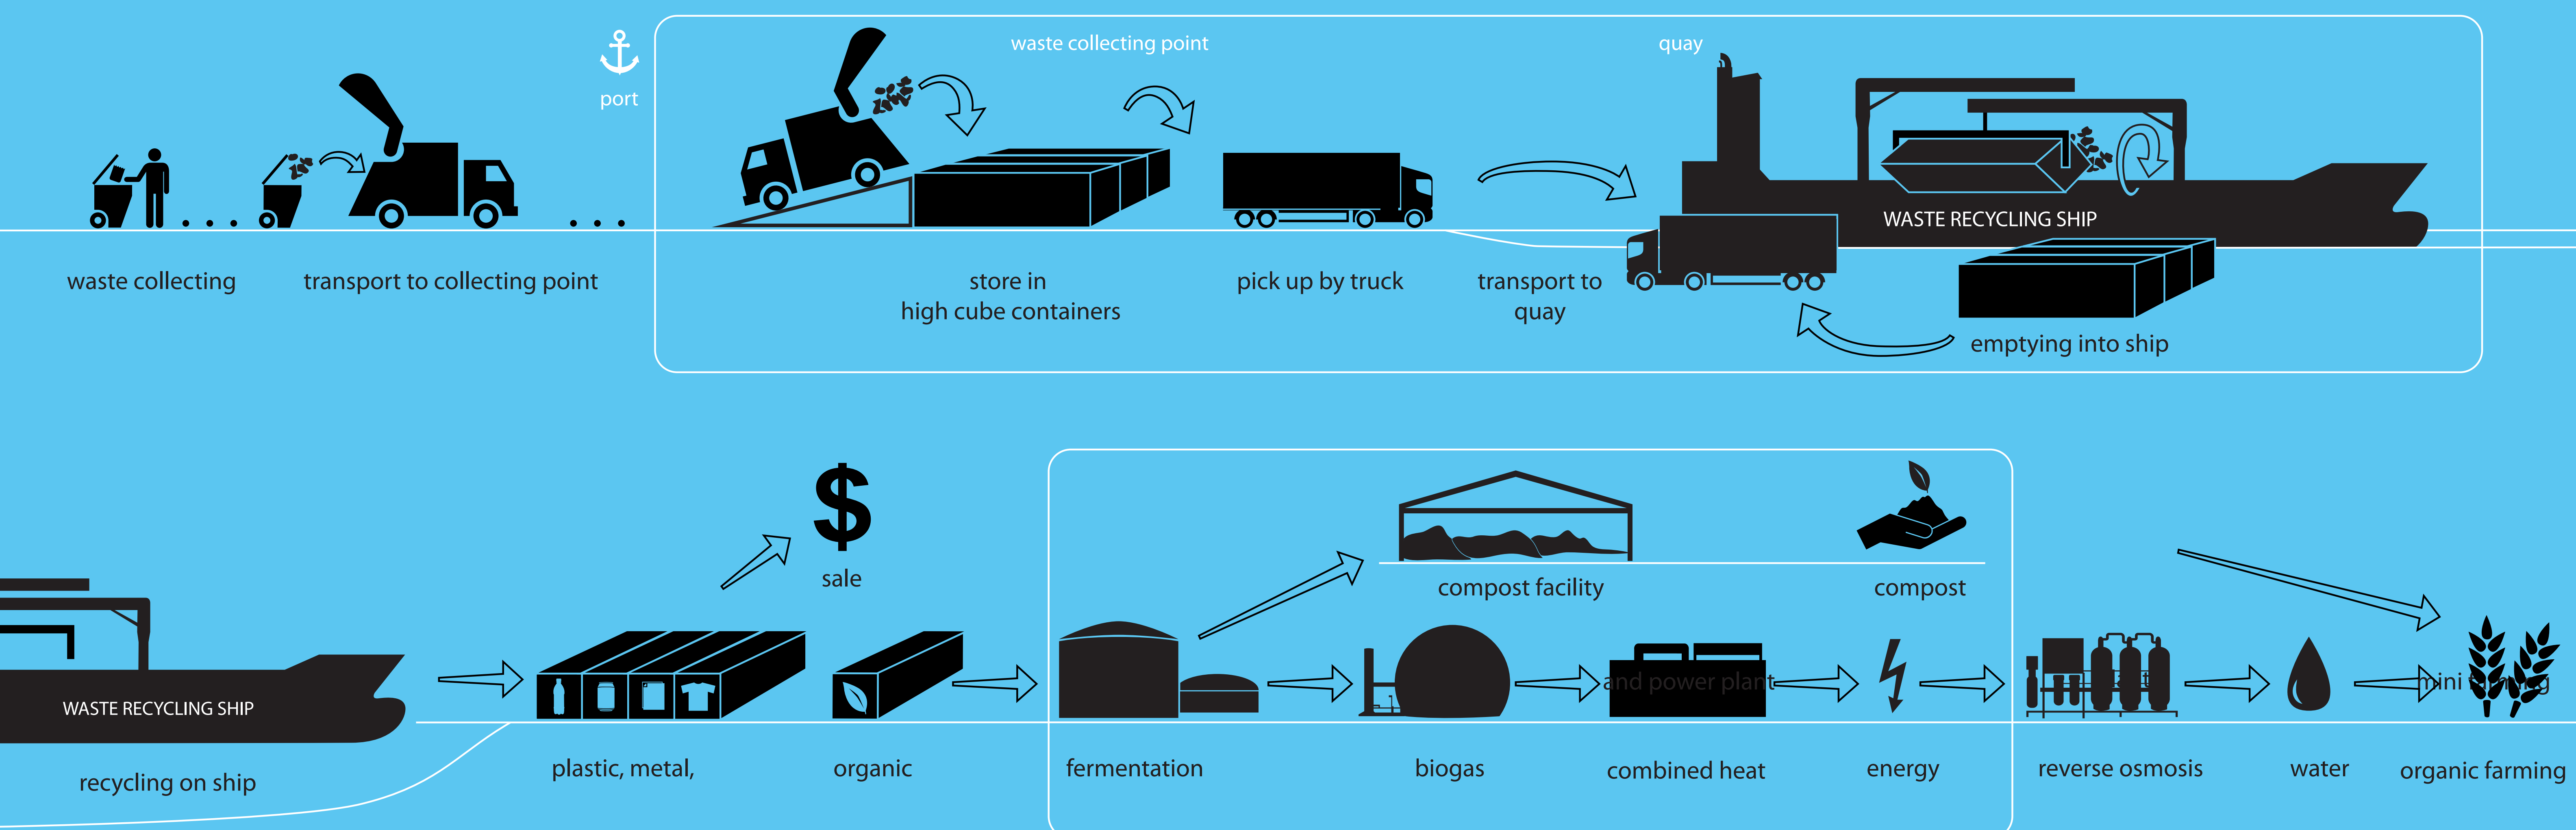 waste collecting point
quay
port
WASTE RECYCLING SHIP
waste collecting
transport to collecting point
store in
high cube containers
pick up by truck
transport to
quay
emptying into ship
$
sale
compost facility
compost
and power plant
mini farming
WASTE RECYCLING SHIP
recycling on ship
plastic, metal,
organic
fermentation
biogas
combined heat
energy
reverse osmosis
water
organic farming